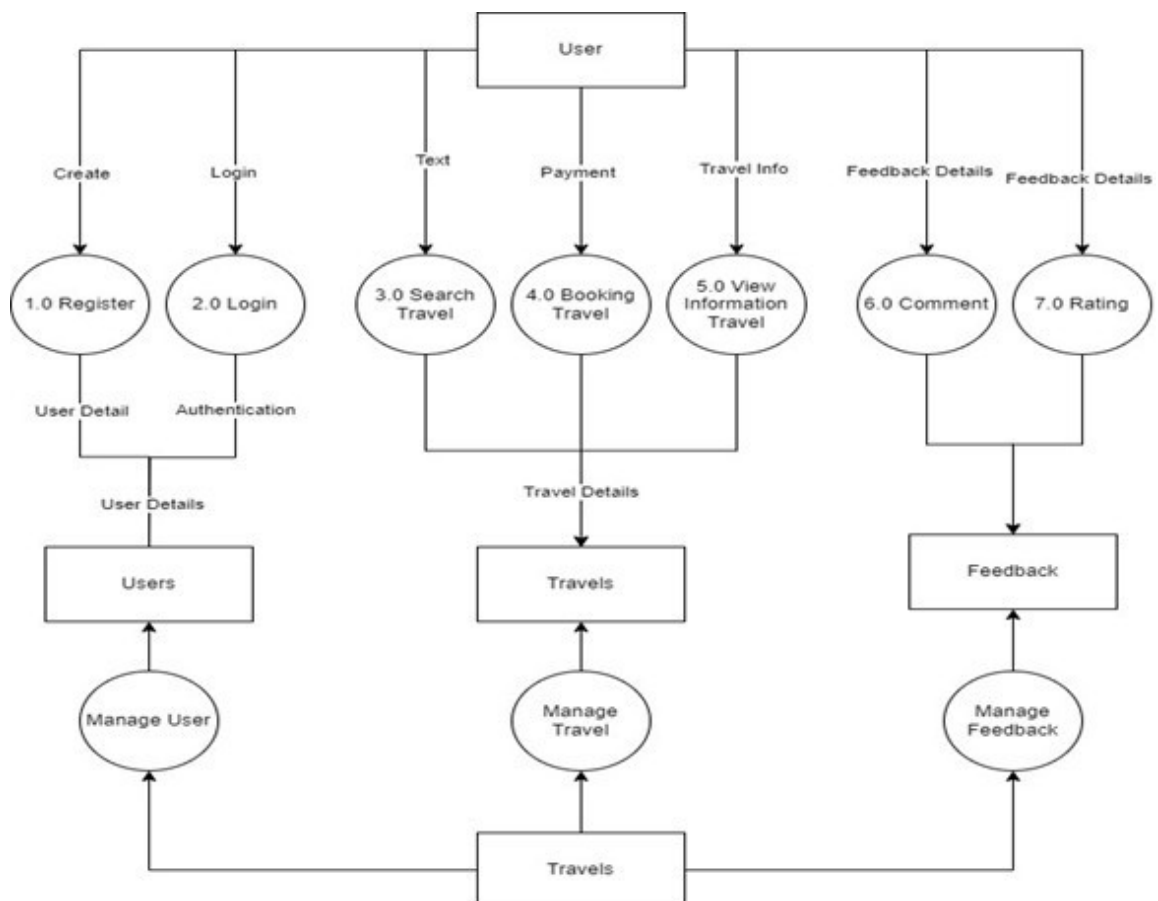 User
Create
Login
Text
Payment
Travel Info
Feedback Details
Feedback Details
1.0 Register
2.0 Login
3.0 Search
Travel
4.0 Booking
Travel
5.0 View
Information
Travel
6.0 Comment
7.0 Rating
User Detail
Authentication
User Details
Travel Details
Users
Travels
Feedback
Manage User
Manage
Travel
Manage
Feedback
Travels